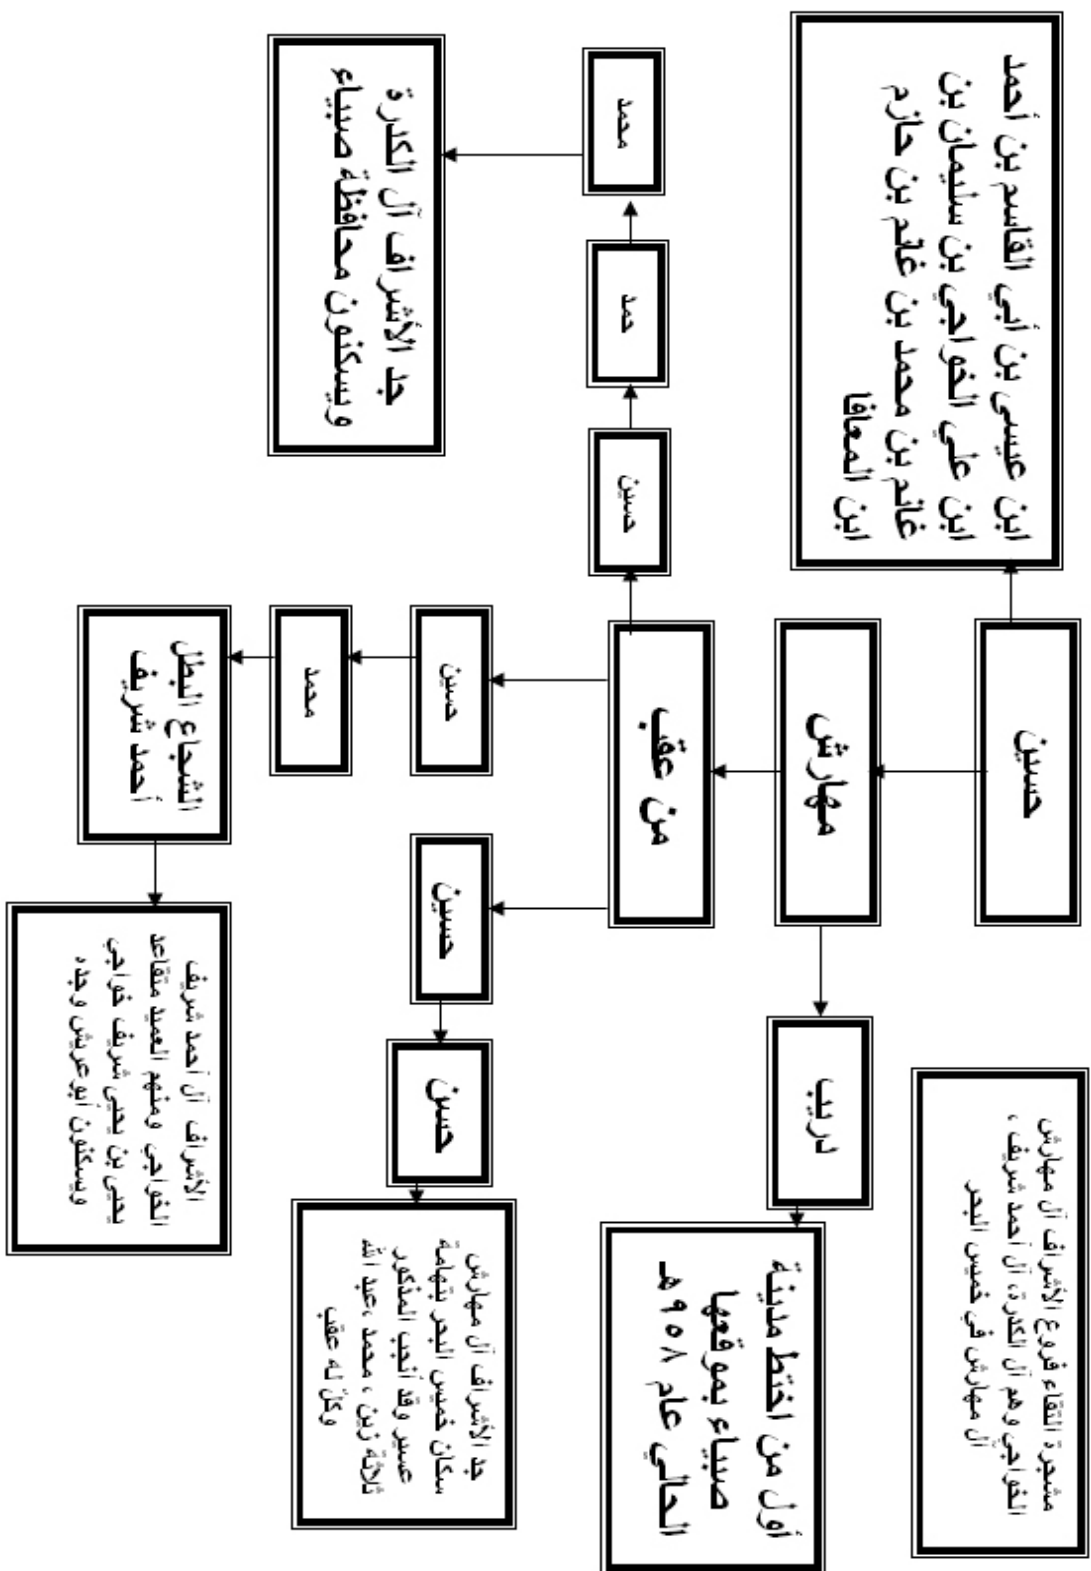 مشجرة التقاء فروع الأشراف آل مهارش
الخواجي وهم آل الكدرة، آل أحمد شريف ،
آل مهارش في خميس البحر
حسين
ابن عيسى بن أبي القاسم بن أحمد
ابن علي الخواجي بن سليمان بن
غانم بن محمد بن غانم بن حازم
ابن المعافا
دريب
مهارش
أول من اختط مدينة
صبياء بموقعها
الحالي عام ٩٥٨هـ
من عقب
حسين
حمد
محمد
جد الأشراف آل الكدرة
ويسكنون محافظة صبياء
حسين
حسن
جد الأشراف آل مهارش
سكان خميس البحر بتهامة
عسير وقد أنجب المذكور
ثلاثة زين ، محمد ،عبد الله
وكلٌ له عقب
حسين
محمد
الشجاع البطل
أحمد شريف
الأشراف آل أحمد شريف
الخواجي ومنهم العميد متقاعد
يحيى بن يحيى شريف خواجي
ويسكنون أبو عريش وجده